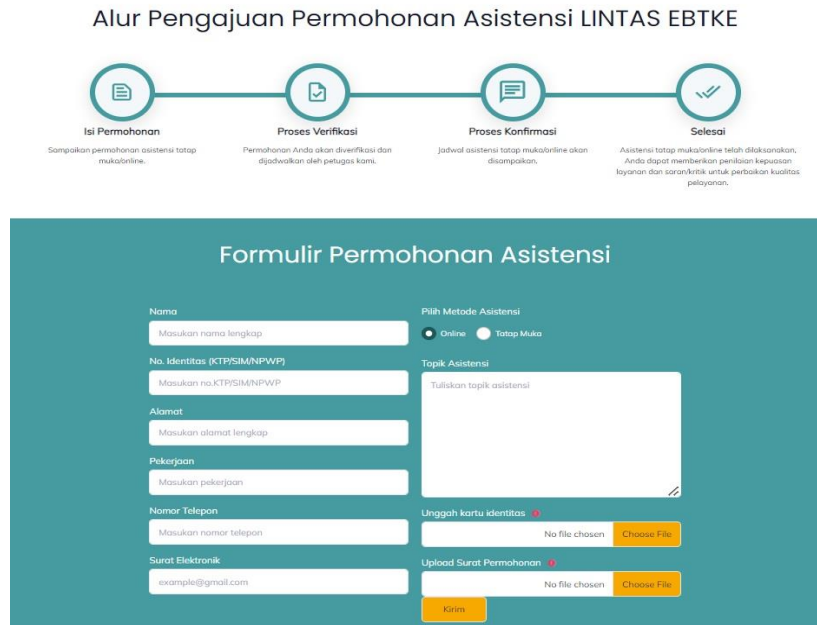 Alur Pengajuan Permohonan Asistensi LINTAS EBTKE
Isi Permohonan
Sampaikan permohonan asistensi tatap
muka/online.
Proses Verifikasi
Permohonan Anda akan diverifikasi dan
dijadwalkan oleh petugas kami.
Proses Konfirmasi
Jadwal asistensi tatap muka/online akan
disampaikan.
Selesai
Asistensi tatap muka/online telah dilaksanakan,
Anda dapat memberikan penilaian kepuasan
layanan dan saran/kritik untuk perbaikan kualitas
pelayanan.
Formulir Permohonan Asistensi
Nama
Masukan nama lengkap
No. Identitas (KTP/SIM/NPWP)
Masukan no.KTP/SIM/NPWP
Alamat
Masukan alamat lengkap
Pekerjaan
Masukan pekerjaan
Nomor Telepon
Masukan nomor telepon
Surat Elektronik
example@gmail.com
Pilih Metode Asistensi
Online Tatap Muka
Topik Asistensi
Tuliskan topik asistensi
Unggah kartu identitas
No file chosen Choose File
Upload Surat Permohonan
No file chosen Choose File
Kirim